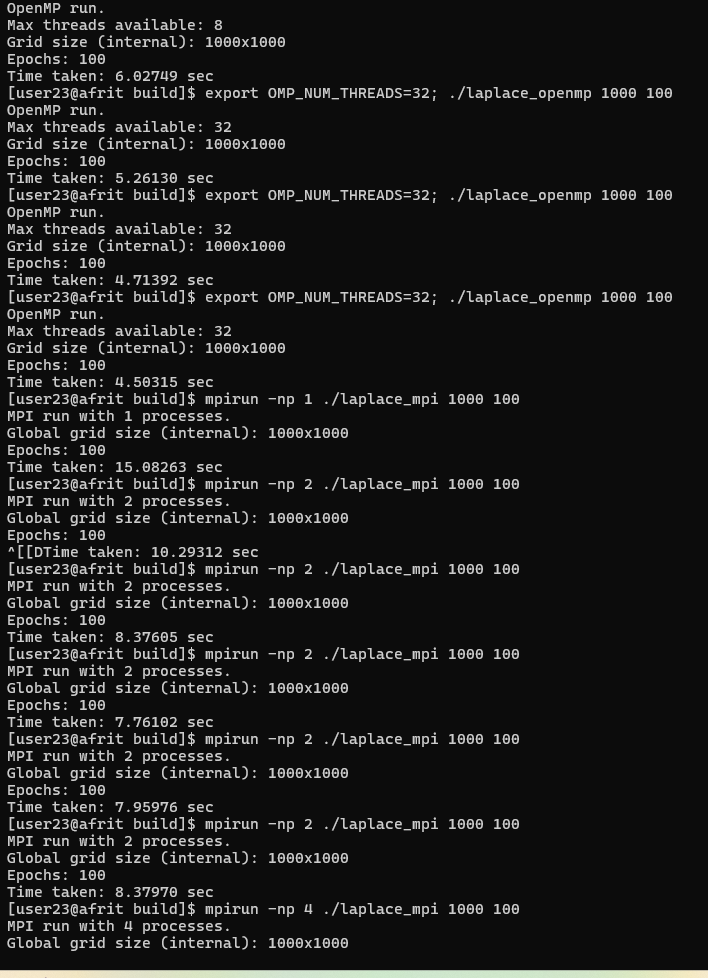 OpenMP run.
Max threads available: 8
Grid size (internal): 1000x1000
Epochs: 100
Time taken: 6.02749 sec
[user23@afrit build]$ export OMP_NUM_THREADS=32; ./laplace_openmp 1000 100
OpenMP run.
Max threads available: 32
Grid size (internal): 1000x1000
Epochs: 100
Time taken: 5.26130 sec
[user23@afrit build]$ export OMP_NUM_THREADS=32; ./laplace_openmp 1000 100
OpenMP run.
Max threads available: 32
Grid size (internal): 1000x1000
Epochs: 100
Time taken: 4.71392 sec
[user23@afrit build]$ export OMP_NUM_THREADS=32; ./laplace_openmp 1000 100
OpenMP run.
Max threads available: 32
Grid size (internal): 1000x1000
Epochs: 100
Time taken: 4.50315 sec
[user23@afrit build]$ mpirun -np 1 ./laplace_mpi 1000 100
MPI run with 1 processes.
Global grid size (internal): 1000x1000
Epochs: 100
Time taken: 15.08263 sec
[user23@afrit build]$ mpirun -np 2 ./laplace_mpi 1000 100
MPI run with 2 processes.
Global grid size (internal): 1000x1000
Epochs: 100
^[[DTime taken: 10.29312 sec
[user23@afrit build]$ mpirun -np 2 ./laplace_mpi 1000 100
MPI run with 2 processes.
Global grid size (internal): 1000x1000
Epochs: 100
Time taken: 8.37605 sec
[user23@afrit build]$ mpirun -np 2 ./laplace_mpi 1000 100
MPI run with 2 processes.
Global grid size (internal): 1000x1000
Epochs: 100
Time taken: 7.76102 sec
[user23@afrit build]$ mpirun -np 2 ./laplace_mpi 1000 100
MPI run with 2 processes.
Global grid size (internal): 1000x1000
Epochs: 100
Time taken: 7.95976 sec
[user23@afrit build]$ mpirun -np 2 ./laplace_mpi 1000 100
MPI run with 2 processes.
Global grid size (internal): 1000x1000
Epochs: 100
Time taken: 8.37970 sec
[user23@afrit build]$ mpirun -np 4 ./laplace_mpi 1000 100
MPI run with 4 processes.
Global grid size (internal): 1000x1000